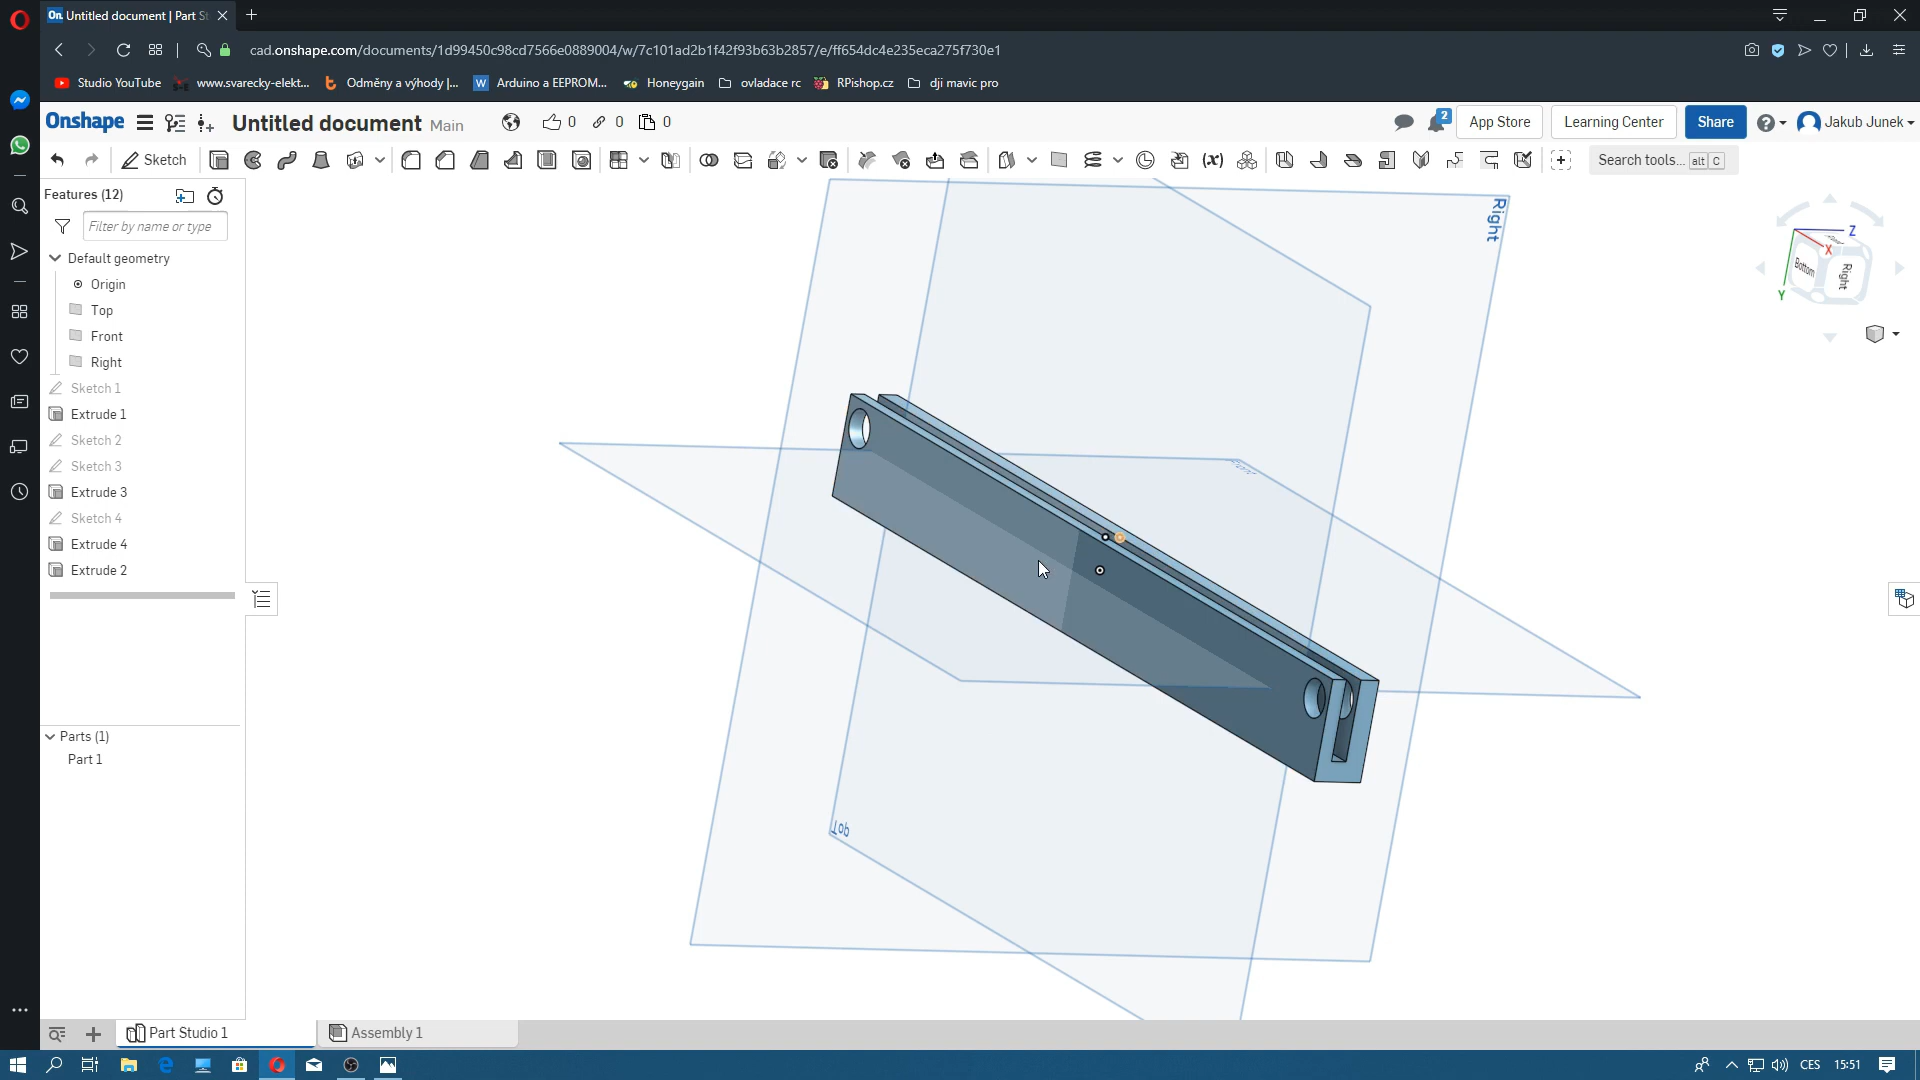 Untitled document | Part St
cad.onshape.com/documents/1d99450c98cd7566e0889004/w/7c101ad2b1f42f93b63b2857/e/ff654dc4e235eca275f730e1
Studio YouTube
www.svarecky-elekt...
Odměny a výhody |...
W Arduino a EEPROM...
Honeygain
ovladace rc
RPishop.cz
dji mavic pro
Onshape
Untitled document Main
0
0
0
2
App Store
Learning Center
Share
Jakub Junek
Sketch
(x)
Search tools... alt C
Features (12)
Filter by name or type
Default geometry
Origin
Top
Front
Right
Sketch 1
Extrude 1
Sketch 2
Sketch 3
Extrude 3
Sketch 4
Extrude 4
Extrude 2
Parts (1)
Part 1
Right
Front
Top
Z
X
Y
Bottom
Right
Part Studio 1
Assembly 1
CES
15:51